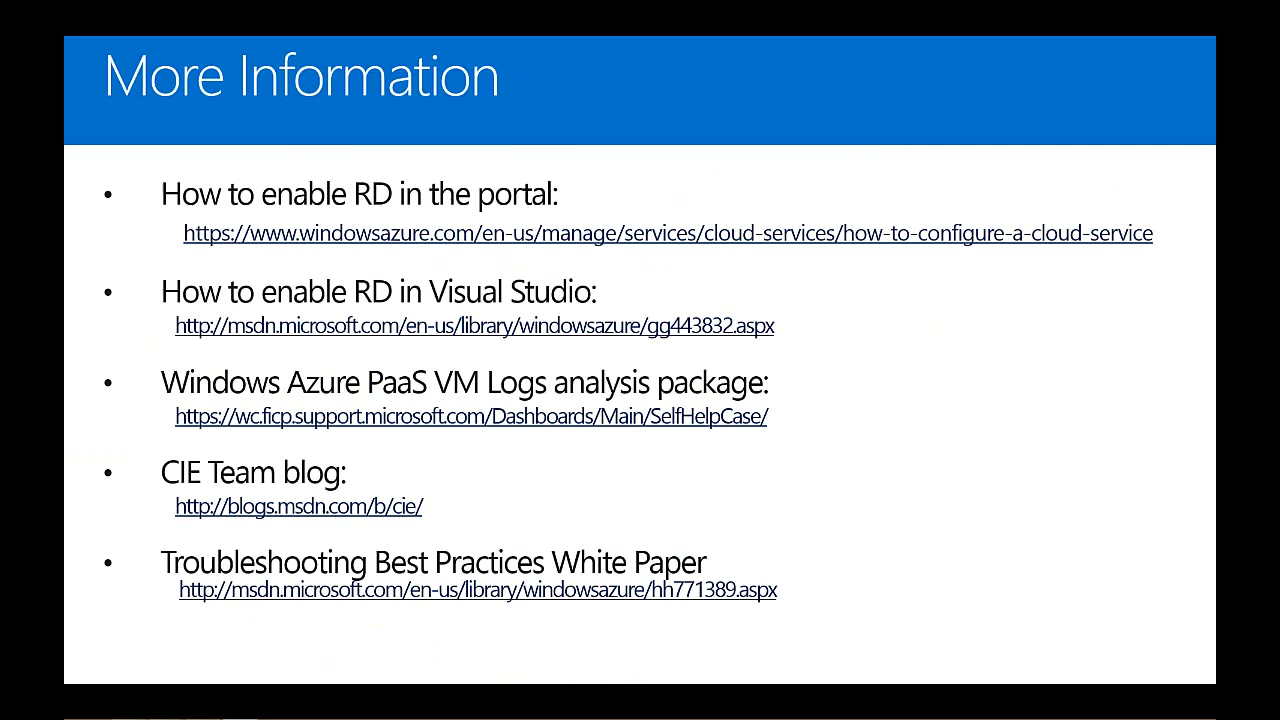 More Information
• How to enable RD in the portal:
https://www.windowsazure.com/en-us/manage/services/cloud-services/how-to-configure-a-cloud-service
• How to enable RD in Visual Studio:
http://msdn.microsoft.com/en-us/library/windowsazure/gg443832.aspx
• Windows Azure PaaS VM Logs analysis package:
https://wc.ficp.support.microsoft.com/Dashboards/Main/SelfHelpCase/
• CIE Team blog:
http://blogs.msdn.com/b/cie/
• Troubleshooting Best Practices White Paper
http://msdn.microsoft.com/en-us/library/windowsazure/hh771389.aspx